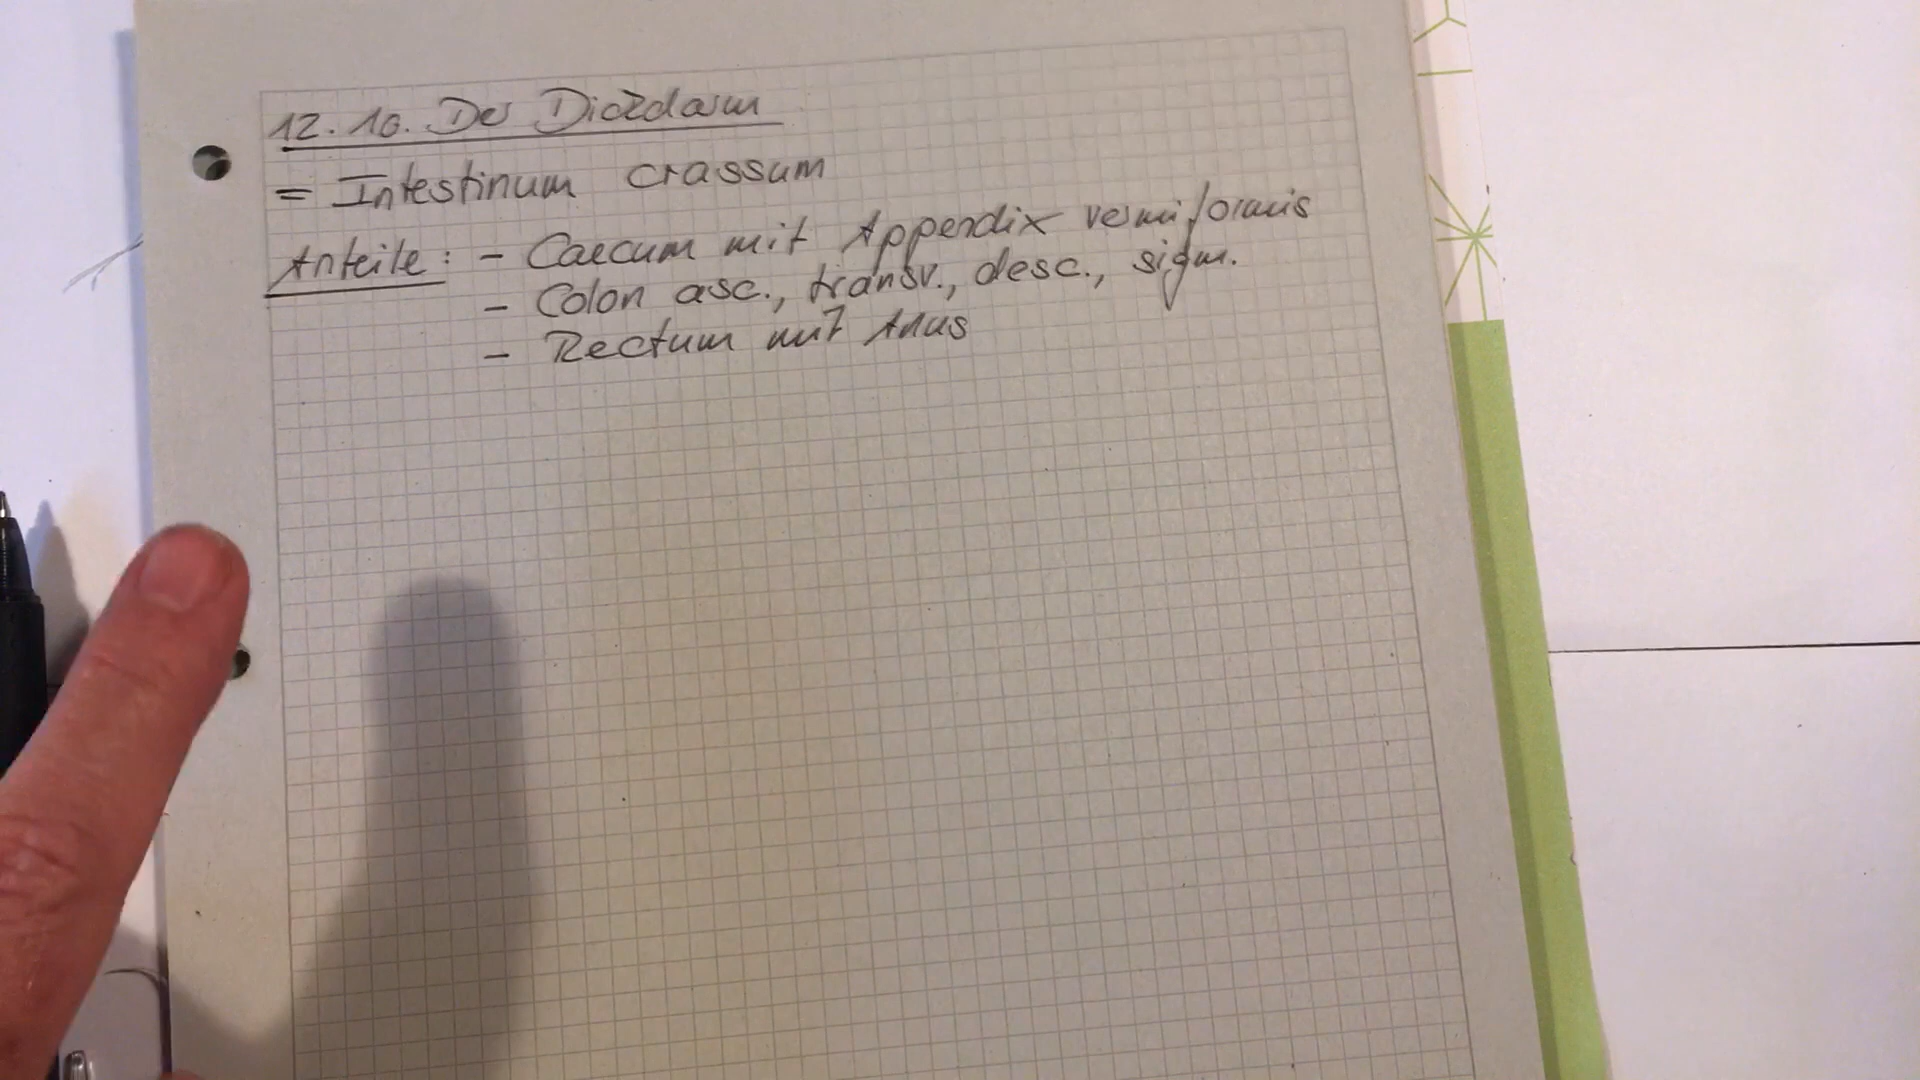 12.10. Der Dickdarm
= Intestinum crassum
Anteile: - Caecum mit Appendix vermiformis
- Colon asc., transv., desc., sigm.
- Rectum mit Anus